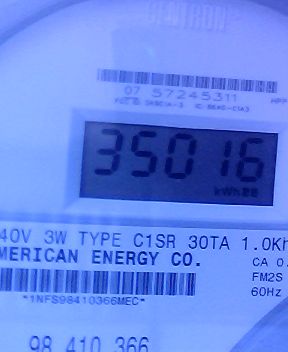 CENTRON
07 57245311
35016
kWh
40V 3W TYPE C1SR 30TA 1.0Kh
MERICAN ENERGY CO.
CA 0.
FM2S
*1NFS98410366MEC*
60Hz
98 410 366